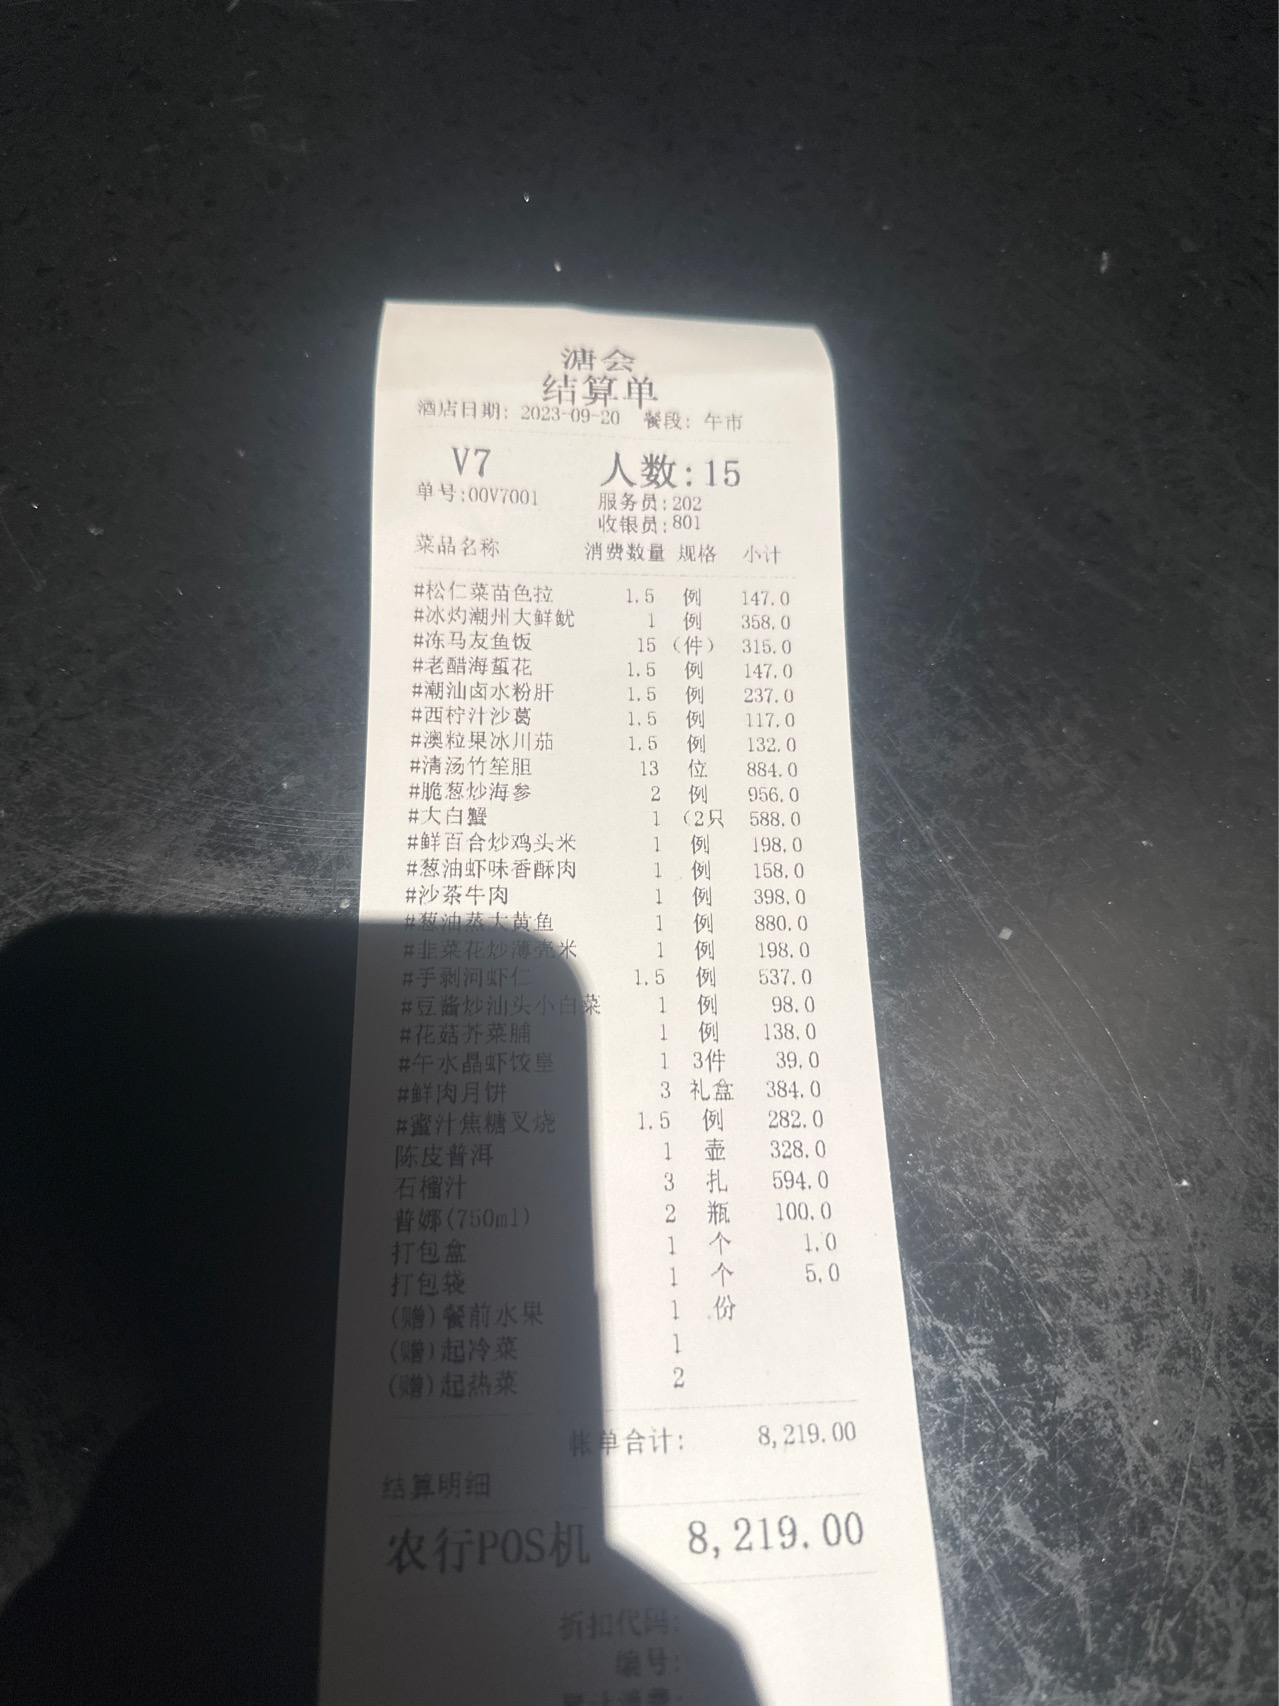 溏会
结算单
酒店日期: 2023-09-20 餐段: 午市
V7 人数:15
单号:00V7001 服务员:202
收银员:801
菜品名称 消费数量 规格 小计
#松仁菜苗色拉 1.5 例 147.0
#冰灼潮州大鲜鱿 1 例 358.0
#冻马友鱼饭 15 (件) 315.0
#老醋海蜇花 1.5 例 147.0
#潮汕卤水粉肝 1.5 例 237.0
#西柠汁沙葛 1.5 例 117.0
#澳粒果冰川茄 1.5 例 132.0
#清汤竹笙胆 13 位 884.0
#脆葱炒海参 2 例 956.0
#大白蟹 1 (2只 588.0
#鲜百合炒鸡头米 1 例 198.0
#葱油虾味香酥肉 1 例 158.0
#沙茶牛肉 1 例 398.0
#葱油蒸大黄鱼 1 例 880.0
#韭菜花炒薄壳米 1 例 198.0
#手剥河虾仁 1.5 例 537.0
#豆酱炒汕头小白菜 1 例 98.0
#花菇芥菜脯 1 例 138.0
#午水晶虾饺皇 1 3件 39.0
#鲜肉月饼 3 礼盒 384.0
#蜜汁焦糖叉烧 1.5 例 282.0
陈皮普洱 1 壶 328.0
石榴汁 3 扎 594.0
普娜(750ml) 2 瓶 100.0
打包盒 1 个 1.0
打包袋 1 个 5.0
(赠)餐前水果 1 份
(赠)起冷菜 1
(赠)起热菜 2
帐单合计: 8,219.00
结算明细
农行POS机 8,219.00
折扣代码:
编号: